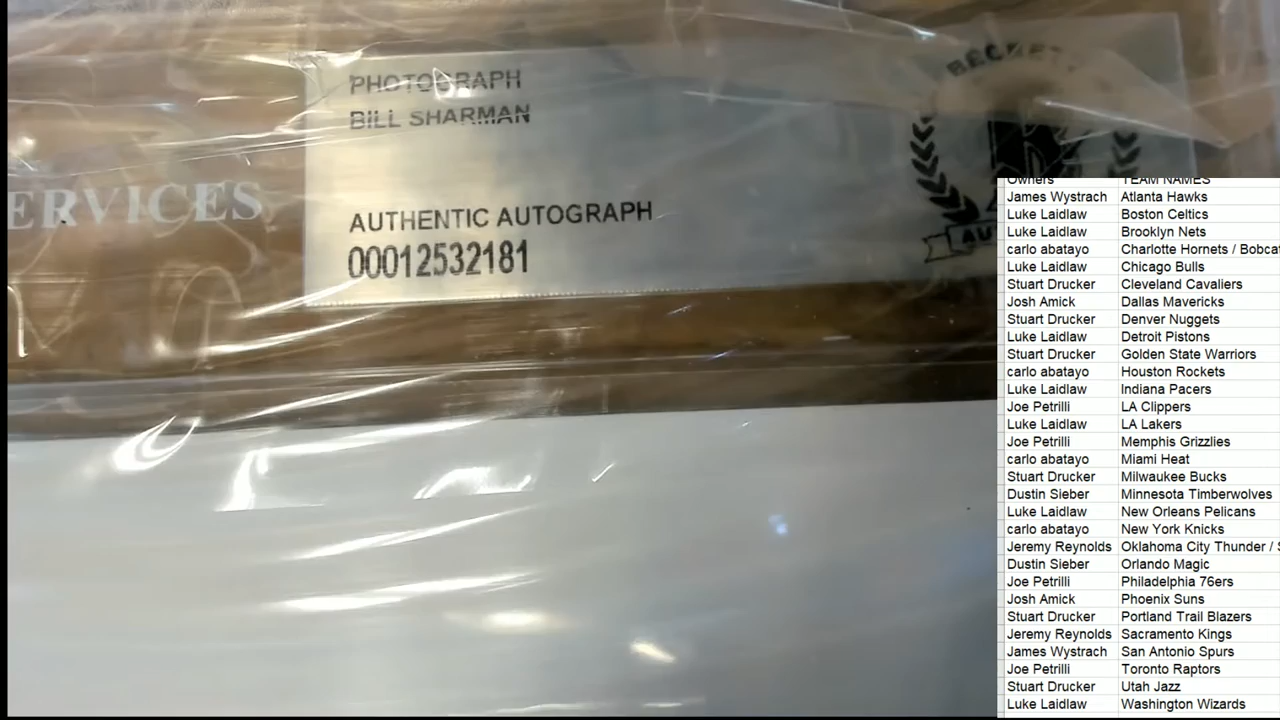 PHOTOGRAPH
BILL SHARMAN
AUTHENTIC AUTOGRAPH
00012532181
ERVICES
BECKETT
AU
Owners TEAM NAMES
James Wystrach Atlanta Hawks
Luke Laidlaw Boston Celtics
Luke Laidlaw Brooklyn Nets
carlo abatayo Charlotte Hornets / Bobca
Luke Laidlaw Chicago Bulls
Stuart Drucker Cleveland Cavaliers
Josh Amick Dallas Mavericks
Stuart Drucker Denver Nuggets
Luke Laidlaw Detroit Pistons
Stuart Drucker Golden State Warriors
carlo abatayo Houston Rockets
Luke Laidlaw Indiana Pacers
Joe Petrilli LA Clippers
Luke Laidlaw LA Lakers
Joe Petrilli Memphis Grizzlies
carlo abatayo Miami Heat
Stuart Drucker Milwaukee Bucks
Dustin Sieber Minnesota Timberwolves
Luke Laidlaw New Orleans Pelicans
carlo abatayo New York Knicks
Jeremy Reynolds Oklahoma City Thunder / S
Dustin Sieber Orlando Magic
Joe Petrilli Philadelphia 76ers
Josh Amick Phoenix Suns
Stuart Drucker Portland Trail Blazers
Jeremy Reynolds Sacramento Kings
James Wystrach San Antonio Spurs
Joe Petrilli Toronto Raptors
Stuart Drucker Utah Jazz
Luke Laidlaw Washington Wizards